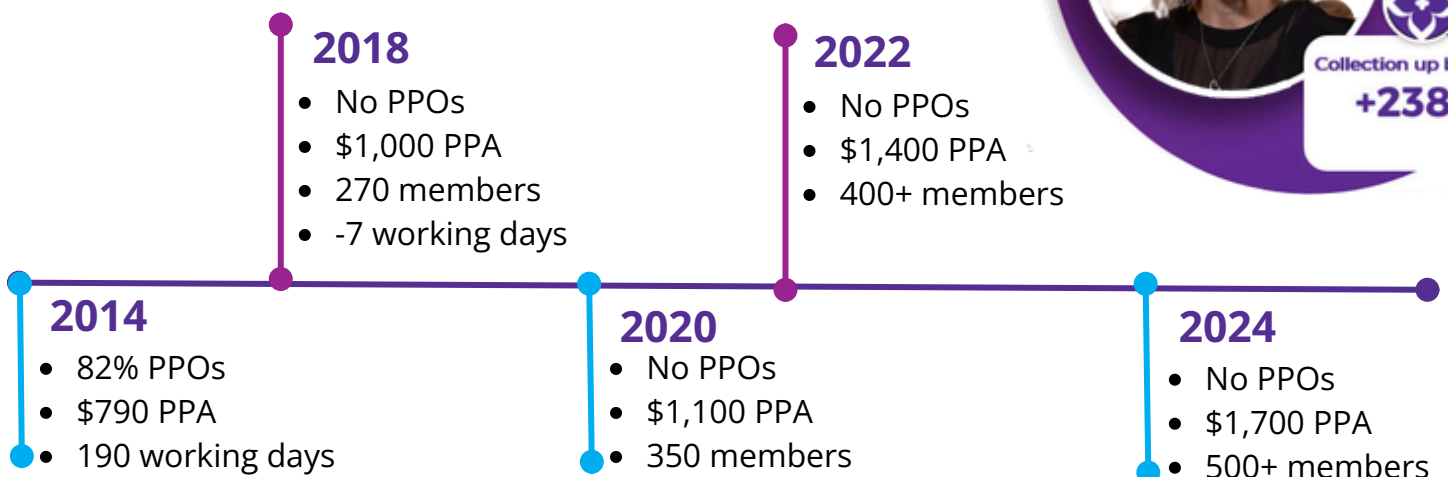 2018
• No PPOs
• $1,000 PPA
• 270 members
• -7 working days
2022
• No PPOs
• $1,400 PPA
• 400+ members
Collection up
+238
2014
• 82% PPOs
• $790 PPA
• 190 working days
2020
• No PPOs
• $1,100 PPA
• 350 members
2024
• No PPOs
• $1,700 PPA
• 500+ members